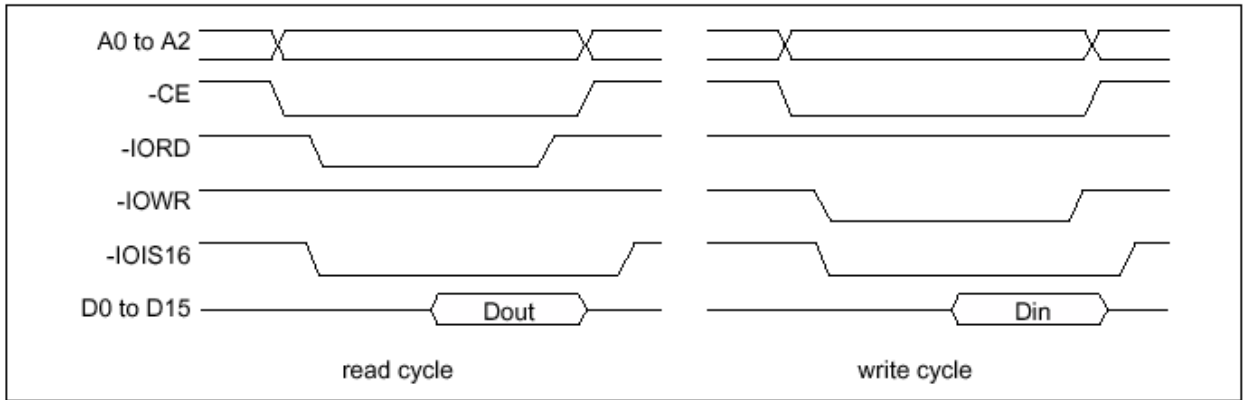 A0 to A2
-CE
-IORD
-IOWR
-IOIS16
D0 to D15 Dout Din
read cycle write cycle